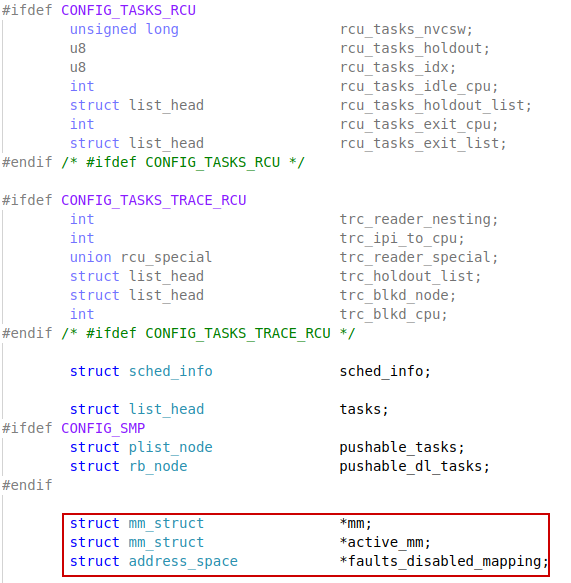 #ifdef CONFIG_TASKS_RCU
unsigned long rcu_tasks_nvcsw;
u8 rcu_tasks_holdout;
u8 rcu_tasks_idx;
int rcu_tasks_idle_cpu;
struct list_head rcu_tasks_holdout_list;
int rcu_tasks_exit_cpu;
struct list_head rcu_tasks_exit_list;
#endif /* #ifdef CONFIG_TASKS_RCU */
#ifdef CONFIG_TASKS_TRACE_RCU
int trc_reader_nesting;
int trc_ipi_to_cpu;
union rcu_special trc_reader_special;
struct list_head trc_holdout_list;
struct list_head trc_blkd_node;
int trc_blkd_cpu;
#endif /* #ifdef CONFIG_TASKS_TRACE_RCU */
struct sched_info sched_info;
struct list_head tasks;
#ifdef CONFIG_SMP
struct plist_node pushable_tasks;
struct rb_node pushable_dl_tasks;
#endif
struct mm_struct *mm;
struct mm_struct *active_mm;
struct address_space *faults_disabled_mapping;